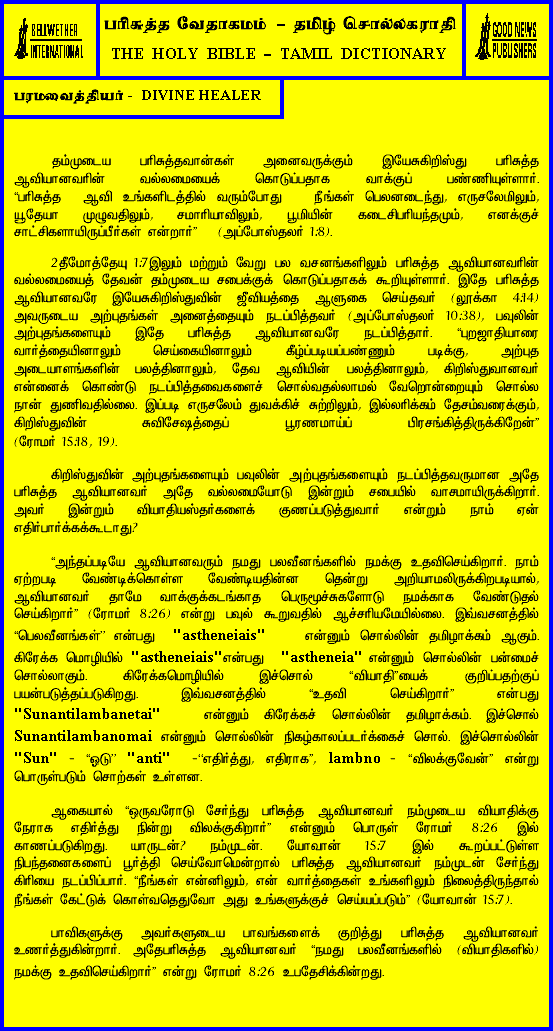 BELLWETHER
INTERNATIONAL
பரிசுத்த வேதாகமம் – தமிழ் சொல்லகராதி
THE HOLY BIBLE – TAMIL DICTIONARY
GOOD NEWS
PUBLISHERS
பரமவைத்தியர் - DIVINE HEALER
தம்முடைய பரிசுத்தவான்கள் அனைவருக்கும் இயேசுகிறிஸ்து பரிசுத்த
ஆவியானவரின் வல்லமையைக் கொடுப்பதாக வாக்குப் பண்ணியுள்ளார்.
“பரிசுத்த ஆவி உங்களிடத்தில் வரும்போது நீங்கள் பெலனடைந்து, எருசலேமிலும்,
யூதேயா முழுவதிலும், சமாரியாவிலும், பூமியின் கடைசிபரியந்தமும், எனக்குச்
சாட்சிகளாயிருப்பீர்கள் என்றார்” (அப்போஸ்தலர் 1:8).
2தீமோத்தேயு 1:7இலும் மற்றும் வேறு பல வசனங்களிலும் பரிசுத்த ஆவியானவரின்
வல்லமையைத் தேவன் தம்முடைய சபைக்குக் கொடுப்பதாகக் கூறியுள்ளார். இதே பரிசுத்த
ஆவியானவரே இயேசுகிறிஸ்துவின் ஜீவியத்தை ஆளுகை செய்தவர் (லூக்கா 4:14)
அவருடைய அற்புதங்கள் அனைத்தையும் நடப்பித்தவர் (அப்போஸ்தலர் 10:38), பவுலின்
அற்புதங்களையும் இதே பரிசுத்த ஆவியானவரே நடப்பித்தார். “புறஜாதியாரை
வார்த்தையினாலும் செய்கையினாலும் கீழ்ப்படியப்பண்ணும் படிக்கு, அற்புத
அடையாளங்களின் பலத்தினாலும், தேவ ஆவியின் பலத்தினாலும், கிறிஸ்துவானவர்
என்னைக் கொண்டு நடப்பித்தவைகளைச் சொல்வதல்லாமல் வேறொன்றையும் சொல்ல
நான் துணிவதில்லை. இப்படி எருசலேம் துவக்கிச் சுற்றிலும், இல்லரிக்கம் தேசம்வரைக்கும்,
கிறிஸ்துவின் சுவிசேஷத்தைப் பூரணமாய்ப் பிரசங்கித்திருக்கிறேன்”
(ரோமர் 15:18, 19).
கிறிஸ்துவின் அற்புதங்களையும் பவுலின் அற்புதங்களையும் நடப்பித்தவருமான அதே
பரிசுத்த ஆவியானவர் அதே வல்லமையோடு இன்றும் சபையில் வாசமாயிருக்கிறார்.
அவர் இன்றும் வியாதியஸ்தர்களைக் குணப்படுத்துவார் என்றும் நாம் ஏன்
எதிர்பார்க்கக்கூடாது?
“அந்தப்படியே ஆவியானவரும் நமது பலவீனங்களில் நமக்கு உதவிசெய்கிறார். நாம்
ஏற்றபடி வேண்டிக்கொள்ள வேண்டியதின்ன தென்று அறியாமலிருக்கிறபடியால்,
ஆவியானவர் தாமே வாக்குக்கடங்காத பெருமூச்சுகளோடு நமக்காக வேண்டுதல்
செய்கிறார்” (ரோமர் 8:26) என்று பவுல் கூறுவதில் ஆச்சரியமேயில்லை. இவ்வசனத்தில்
“பெலவீனங்கள்” என்பது "astheneiais" என்னும் சொல்லின் தமிழாக்கம் ஆகும்.
கிரேக்க மொழியில் "astheneiais"என்பது "astheneia" என்னும் சொல்லின் பன்மைச்
சொல்லாகும். கிரேக்கமொழியில் இச்சொல் “வியாதி”யைக் குறிப்பதற்குப்
பயன்படுத்தப்படுகிறது. இவ்வசனத்தில் “உதவி செய்கிறார்” என்பது
"Sunantilambanetai" என்னும் கிரேக்கச் சொல்லின் தமிழாக்கம். இச்சொல்
Sunantilambanomai என்னும் சொல்லின் நிகழ்காலப்படர்க்கைச் சொல். இச்சொல்லின்
"Sun" - “ஓடு” "anti" -“எதிர்த்து, எதிராக”, lambno - “விலக்குவேன்” என்று
பொருள்படும் சொற்கள் உள்ளன.
ஆகையால் “ஒருவரோடு சேர்ந்து பரிசுத்த ஆவியானவர் நம்முடைய வியாதிக்கு
நேராக எதிர்த்து நின்று விலக்குகிறார்” என்னும் பொருள் ரோமர் 8:26 இல்
காணப்படுகிறது. யாருடன்? நம்முடன். யோவான் 15:7 இல் கூறப்பட்டுள்ள
நிபந்தனைகளைப் பூர்த்தி செய்வோமென்றால் பரிசுத்த ஆவியானவர் நம்முடன் சேர்ந்து
கிரியை நடப்பிப்பார். “நீங்கள் என்னிலும், என் வார்த்தைகள் உங்களிலும் நிலைத்திருந்தால்
நீங்கள் கேட்டுக் கொள்வதெதுவோ அது உங்களுக்குச் செய்யப்படும்” (யோவான் 15:7).
பாவிகளுக்கு அவர்களுடைய பாவங்களைக் குறித்து பரிசுத்த ஆவியானவர்
உணர்த்துகின்றார். அதேபரிசுத்த ஆவியானவர் “நமது பலவீனங்களில் (வியாதிகளில்)
நமக்கு உதவிசெய்கிறார்” என்று ரோமர் 8:26 உபதேசிக்கின்றது.